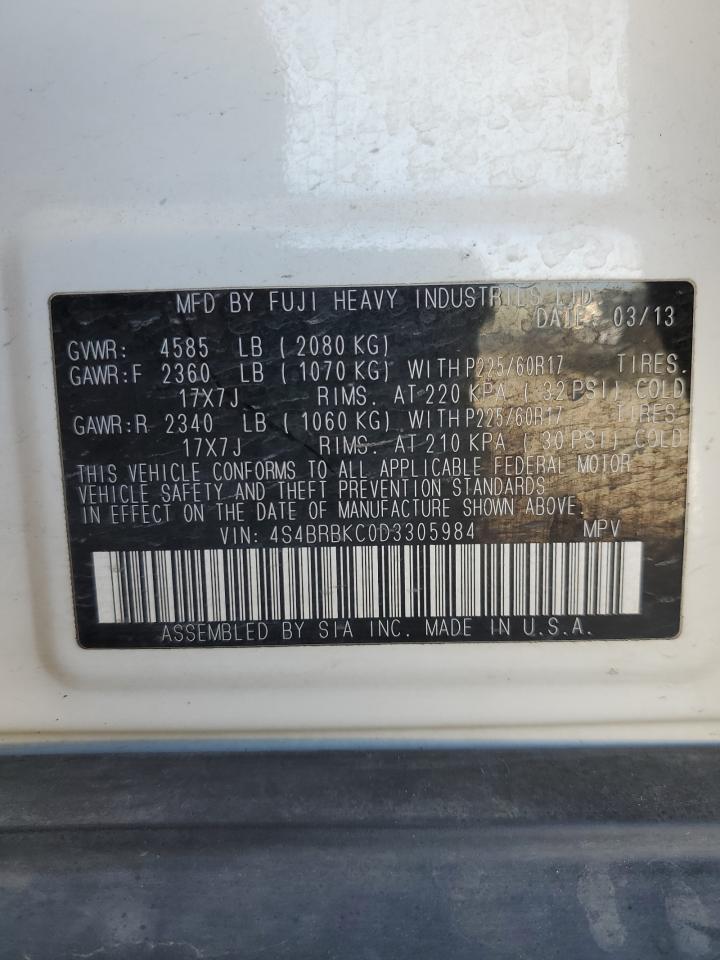 MFD BY FUJI HEAVY INDUSTRIES LTD.
DATE: 03/13
GVWR: 4585 LB ( 2080 KG)
GAWR:F 2360 LB ( 1070 KG) WITH P225/60R17 TIRES.
17X7J RIMS. AT 220 KPA ( 32 PSI) COLD
GAWR:R 2340 LB ( 1060 KG) WITH P225/60R17 TIRES.
17X7J RIMS. AT 210 KPA ( 30 PSI) COLD
THIS VEHICLE CONFORMS TO ALL APPLICABLE FEDERAL MOTOR
VEHICLE SAFETY AND THEFT PREVENTION STANDARDS
IN EFFECT ON THE DATE OF MANUFACTURE SHOWN ABOVE.
VIN: 4S4BRBKC0D3305984 MPV
ASSEMBLED BY SIA INC. MADE IN U.S.A.